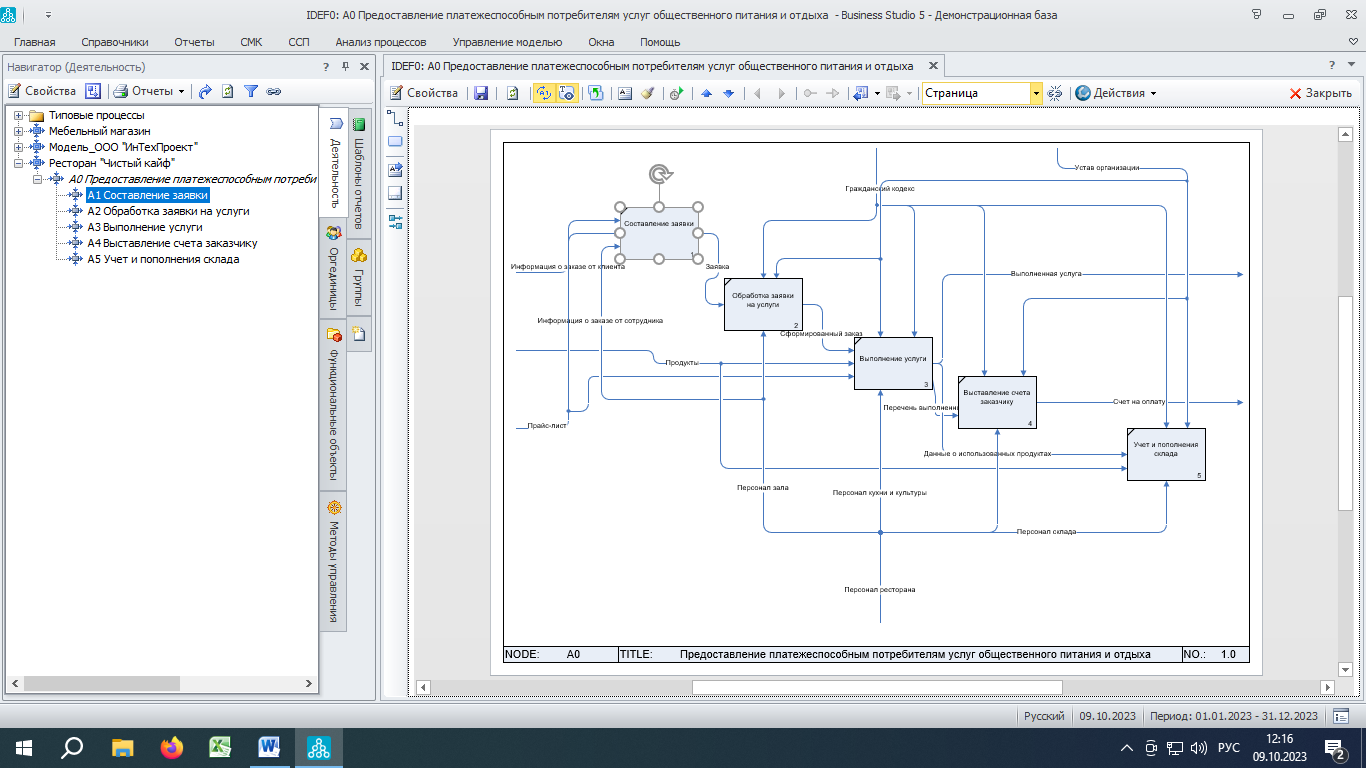 IDEF0: A0 Предоставление платежеспособным потребителям услуг общественного питания и отдыха - Business Studio 5 - Демонстрационная база
Главная Справочники Отчеты СМК ССП Анализ процессов Управление моделью Окна Помощь
Навигатор (Деятельность)
IDEF0: A0 Предоставление платежеспособным потребителям услуг общественного питания и отдыха
Свойства Отчеты
Свойства Страница Действия Закрыть
Типовые процессы
Мебельный магазин
Модель_ООО "ИнТехПроект"
Ресторан "Чистый кайф"
A0 Предоставление платежеспособным потреби
A1 Составление заявки
A2 Обработка заявки на услуги
A3 Выполнение услуги
A4 Выставление счета заказчику
A5 Учет и пополнения склада
Деятельность
Оргединицы
Функциональные объекты
Методы управления
Шаблоны отчетов
Группы
Устав организации
Гражданский кодекс
Составление заявки
1
Информация о заказе от клиента
Заявка
Выполненная услуга
Обработка заявки
на услуги
2
Информация о заказе от сотрудника
Сформированный заказ
Продукты
Выполнение услуги
3
Выставление счета
заказчику
4
Перечень выполненн
Счет на оплату
Прайс-лист
Учет и пополнения
склада
5
Данные о использованных продуктах
Персонал зала
Персонал кухни и культуры
Персонал склада
Персонал ресторана
NODE: A0 TITLE: Предоставление платежеспособным потребителям услуг общественного питания и отдыха NO.: 1.0
Русский 09.10.2023 Период: 01.01.2023 - 31.12.2023
РУС
12:16
09.10.2023
2